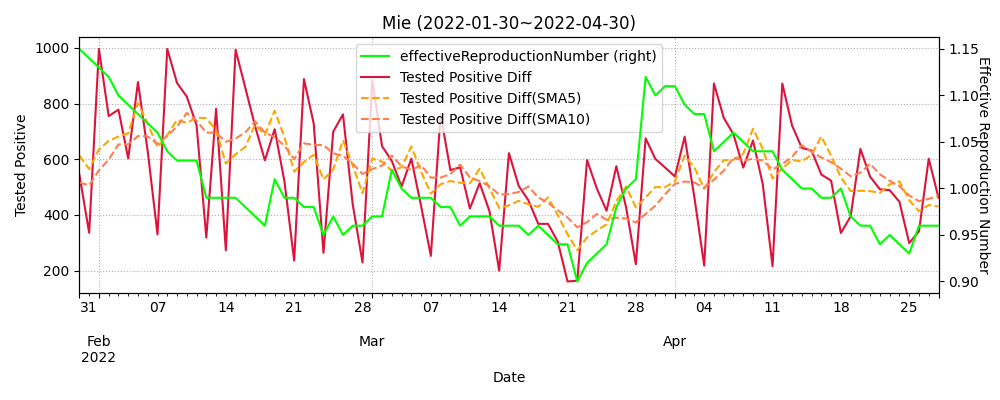 Mie (2022-01-30~2022-04-30)
effectiveReproductionNumber (right)
Tested Positive Diff
Tested Positive Diff(SMA5)
Tested Positive Diff(SMA10)
Tested Positive
1000
800
600
400
200
1.15
1.10
1.05
1.00
0.95
0.90
Effective Reproduction Number
31 07 14 21 28 07 14 21 28 04 11 18 25
Feb Mar Apr
2022
Date